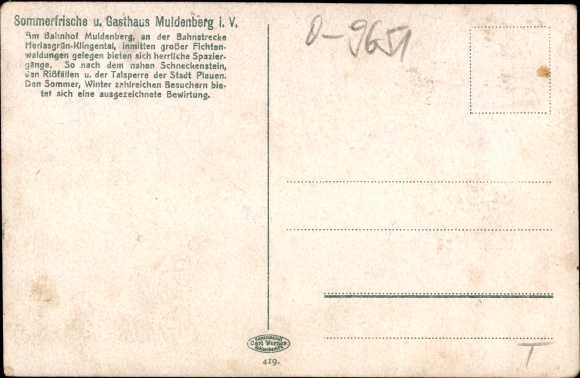 Sommerfrische u. Gasthaus Muldenberg i. V.
Am Bahnhof Muldenberg, an der Bahnstrecke
Herlasgrün-Klingental, inmitten großer Fichten-
waldungen gelegen bieten sich herrliche Spazier-
gänge. So nach dem nahen Schneckenstein,
den Rißfällen u. der Talsperre der Stadt Plauen.
Den Sommer, Winter zahlreichen Besuchern bie-
tet sich eine ausgezeichnete Bewirtung.
0-9651
Carl Werner
419.
T